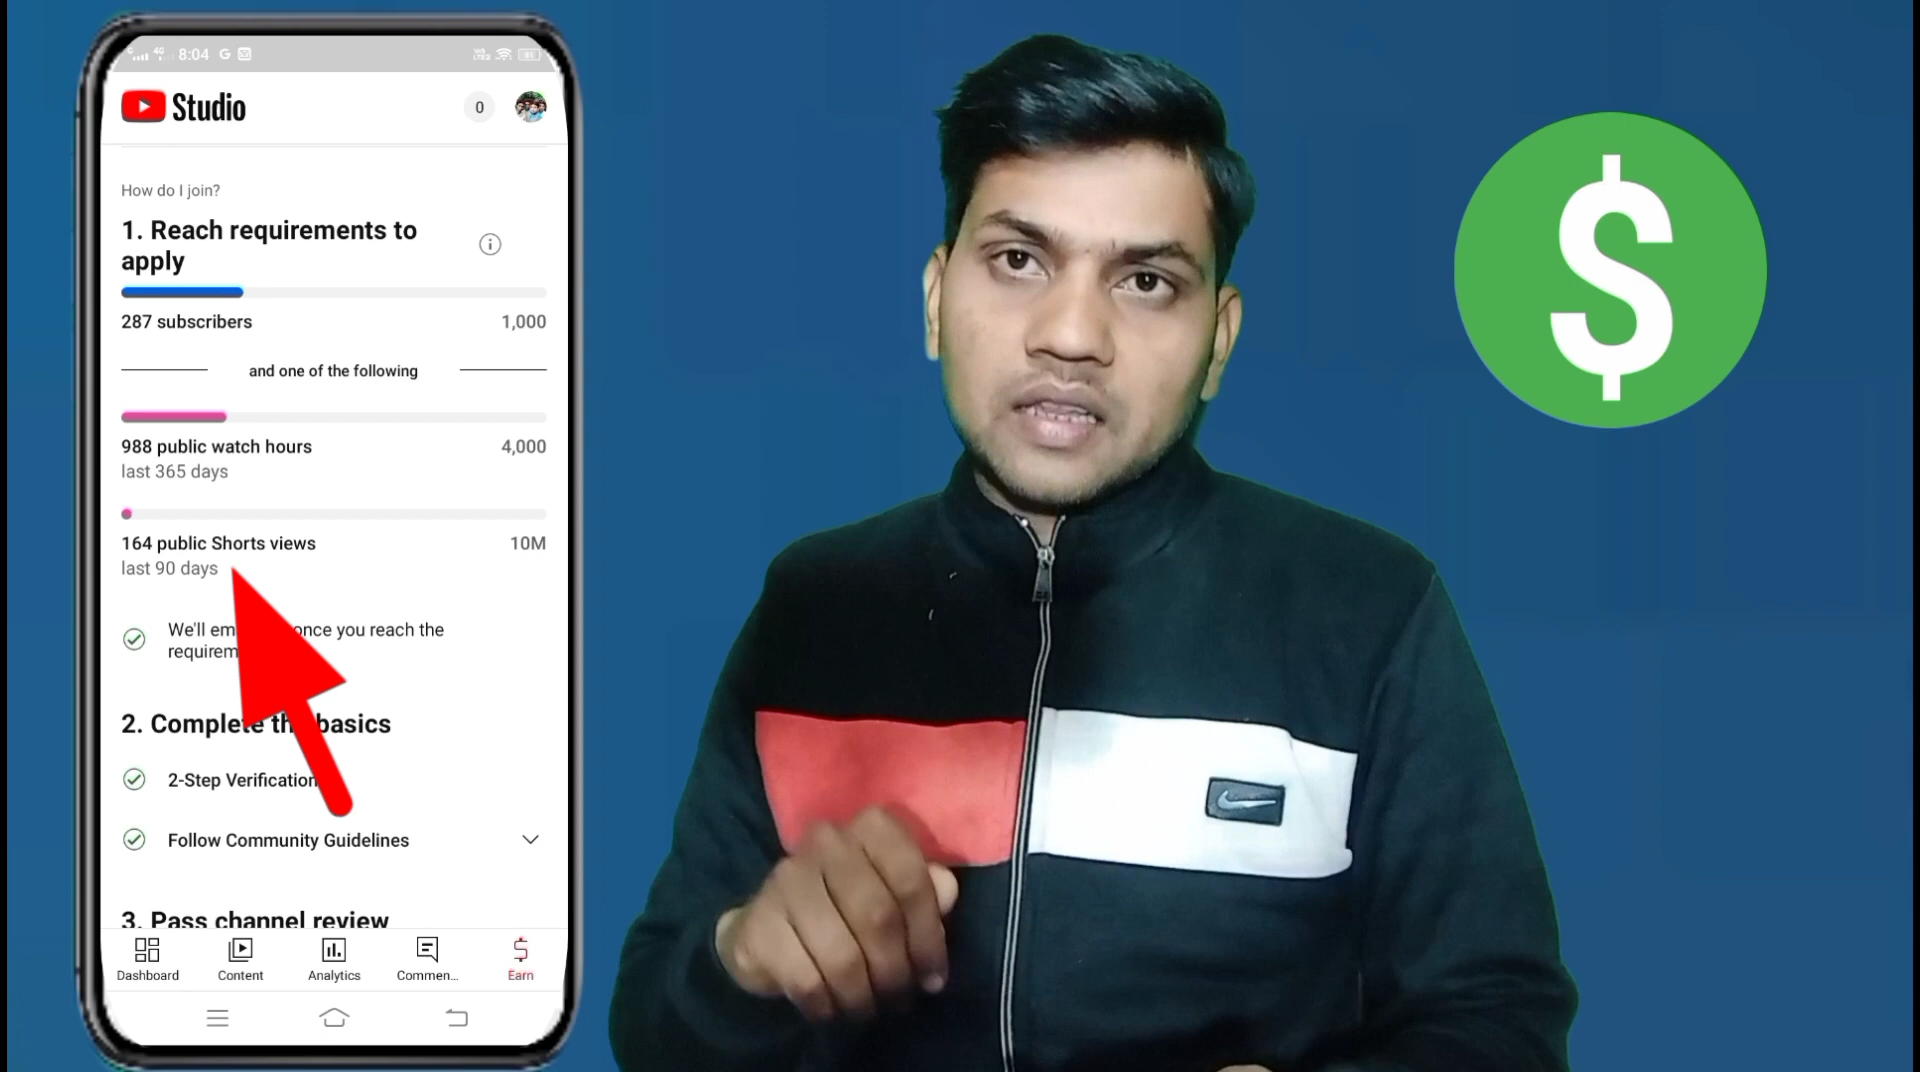 8:04
Studio
0
How do I join?
1. Reach requirements to
apply
287 subscribers 1,000
and one of the following
988 public watch hours 4,000
last 365 days
164 public Shorts views 10M
last 90 days
We'll em once you reach the
requirem
2. Complete th basics
2-Step Verification
Follow Community Guidelines
3. Pass channel review
Dashboard Content Analytics Commen... Earn